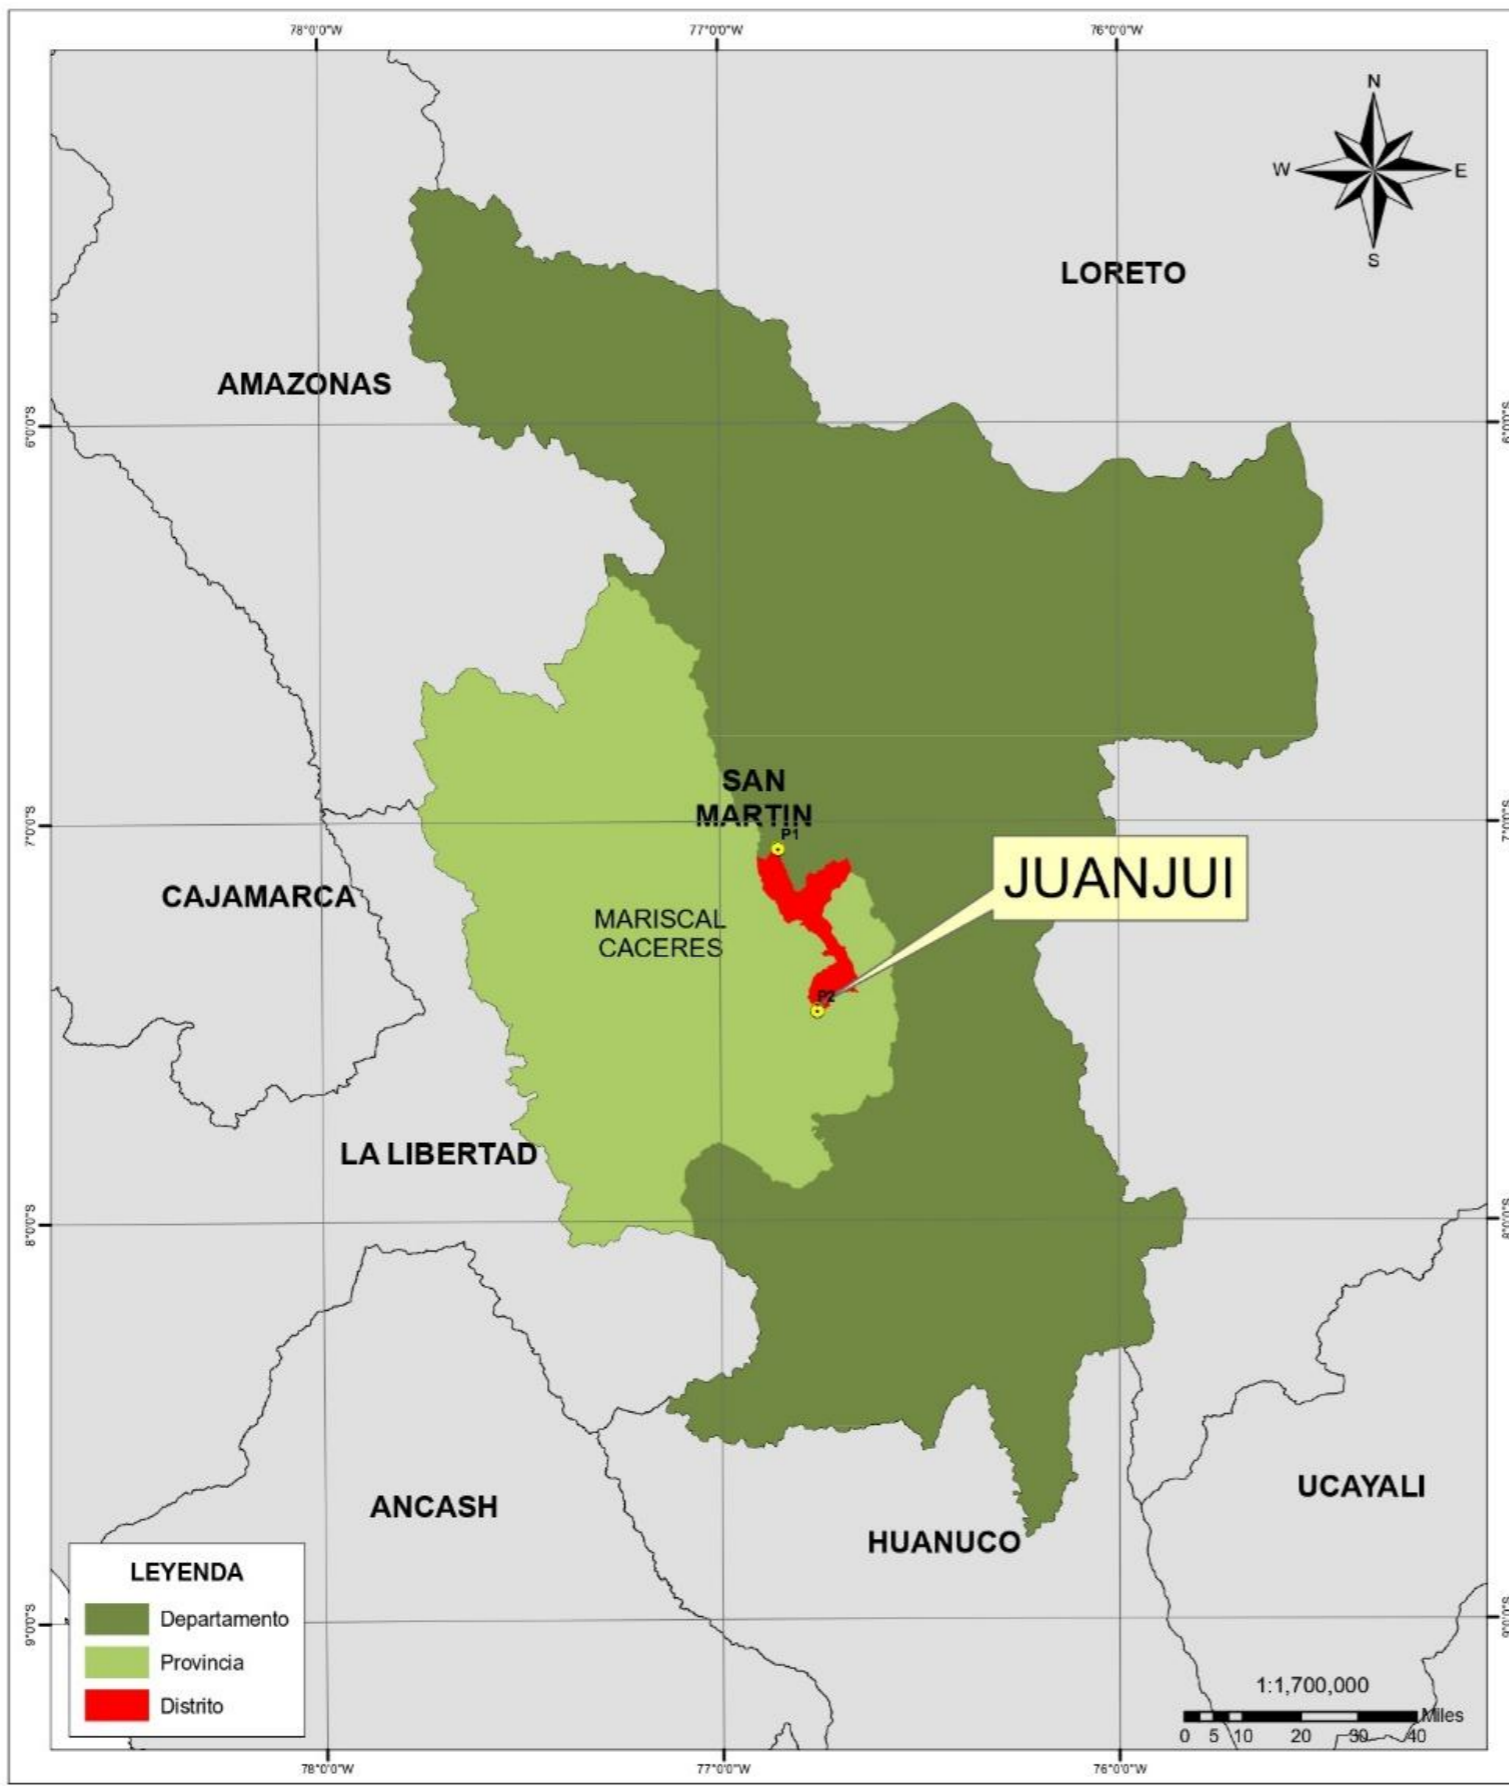 78°0'0"W
77°0'0"W
76°0'0"W
N
W
E
S
LORETO
AMAZONAS
6°0'0"S
6°0'0"S
SAN
MARTIN
P1
7°0'0"S
7°0'0"S
JUANJUI
CAJAMARCA
MARISCAL
CACERES
P2
LA LIBERTAD
8°0'0"S
8°0'0"S
ANCASH
HUANUCO
UCAYALI
LEYENDA
Departamento
Provincia
Distrito
9°0'0"S
9°0'0"S
1:1,700,000
Miles
0 5 10 20 30 40
78°0'0"W
77°0'0"W
76°0'0"W